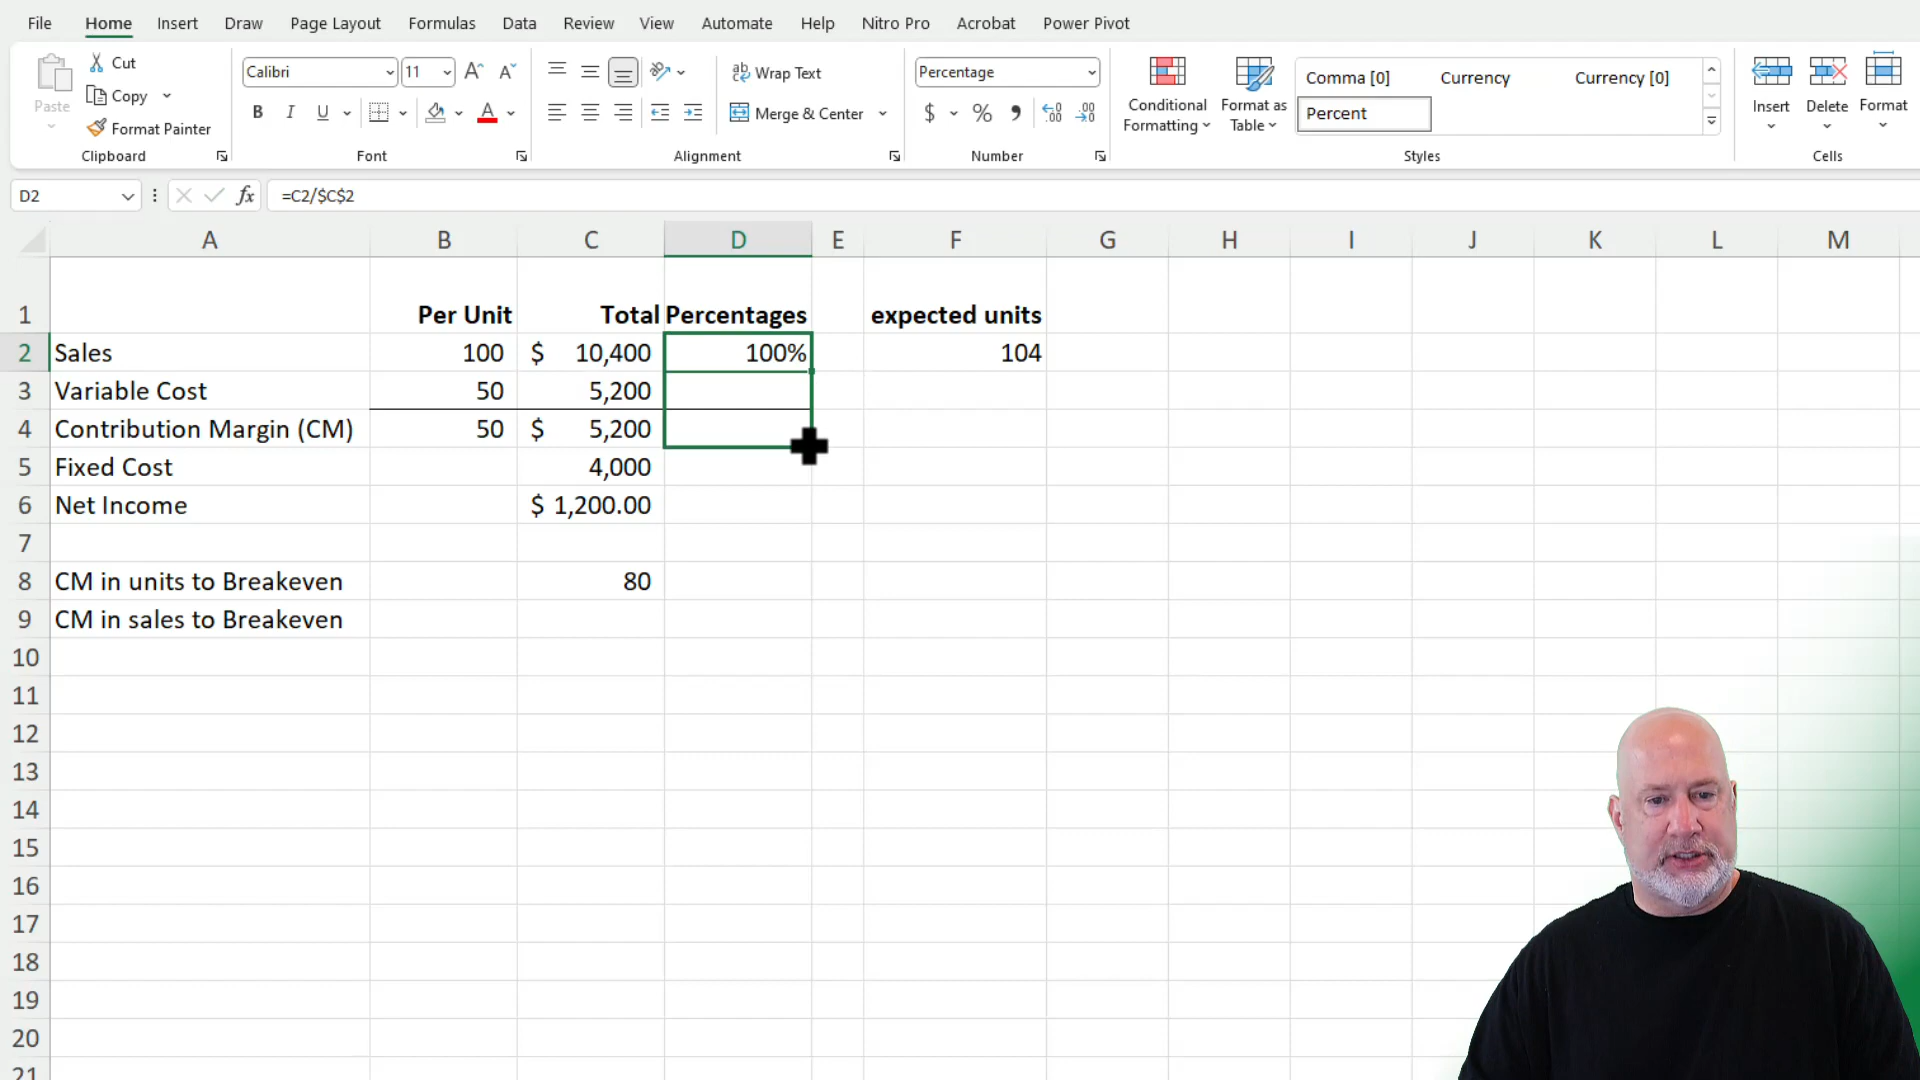 File Home Insert Draw Page Layout Formulas Data Review View Automate Help Nitro Pro Acrobat Power Pivot
Paste Cut Copy Format Painter
Clipboard
Calibri 11
B I U A
Font
Wrap Text
Merge & Center
Alignment
Percentage
$ % ,
Number
Conditional Formatting
Format as Table
Comma [0] Currency Currency [0]
Percent
Styles
Insert Delete Format
Cells
D2 fx =C2/$C$2
A B C D E F G H I J K L M
1 Per Unit Total Percentages expected units
2 Sales 100 $ 10,400 100% 104
3 Variable Cost 50 5,200
4 Contribution Margin (CM) 50 $ 5,200
5 Fixed Cost 4,000
6 Net Income $ 1,200.00
7
8 CM in units to Breakeven 80
9 CM in sales to Breakeven
10
11
12
13
14
15
16
17
18
19
20
21